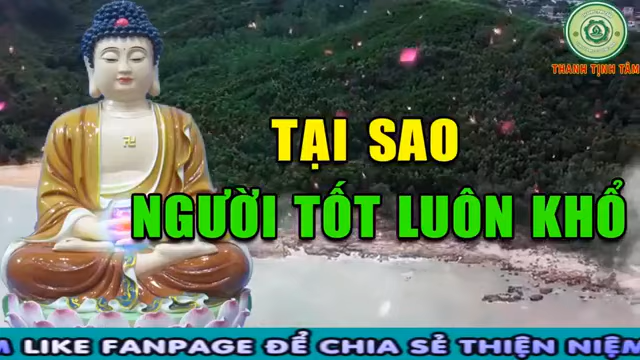 THANH TỊNH TÂM
TẠI SAO
NGƯỜI TỐT LUÔN KHỔ
LIKE FANPAGE ĐỂ CHIA SẺ THIỆN NIỆM